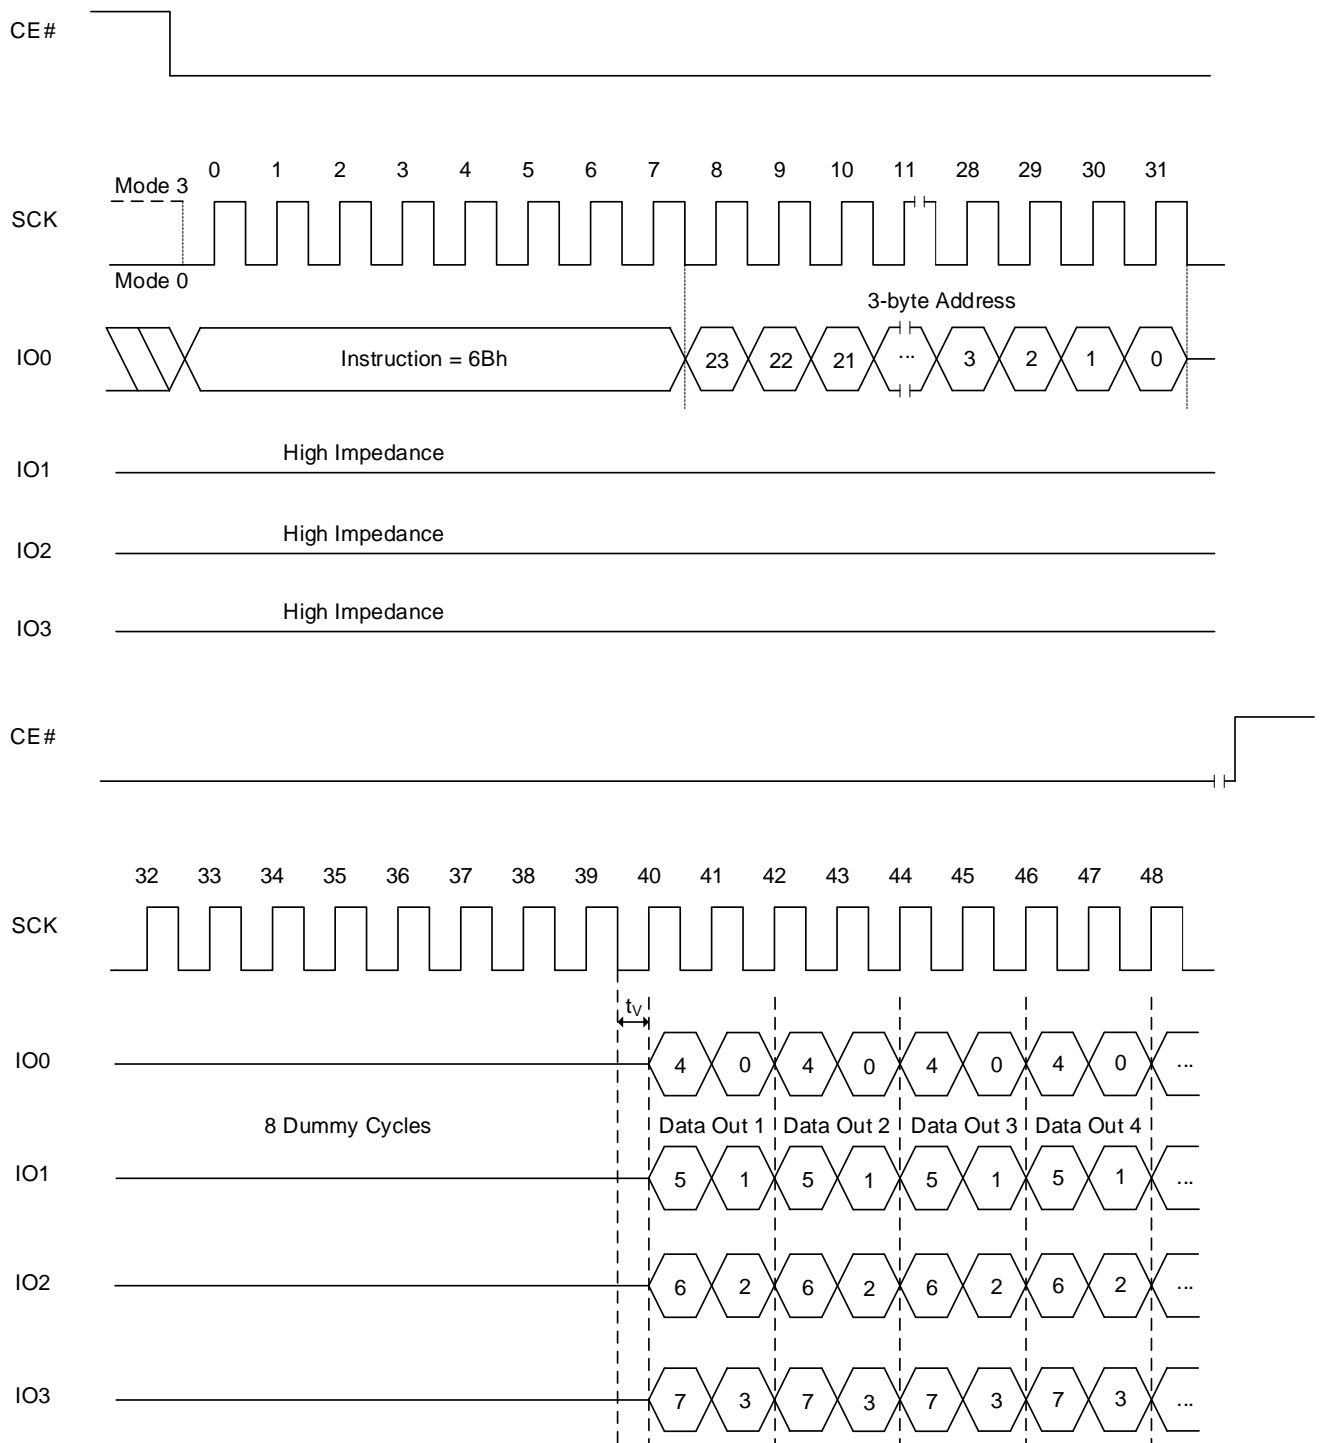 CE#
0 1 2 3 4 5 6 7 8 9 10 11 28 29 30 31
Mode 3
SCK
Mode 0
3-byte Address
IO0 Instruction = 6Bh 23 22 21 ... 3 2 1 0
High Impedance
IO1
High Impedance
IO2
High Impedance
IO3
CE#
32 33 34 35 36 37 38 39 40 41 42 43 44 45 46 47 48
SCK
tV
IO0 4 0 4 0 4 0 4 0 ...
8 Dummy Cycles Data Out 1 Data Out 2 Data Out 3 Data Out 4
IO1 5 1 5 1 5 1 5 1 ...
IO2 6 2 6 2 6 2 6 2 ...
IO3 7 3 7 3 7 3 7 3 ...